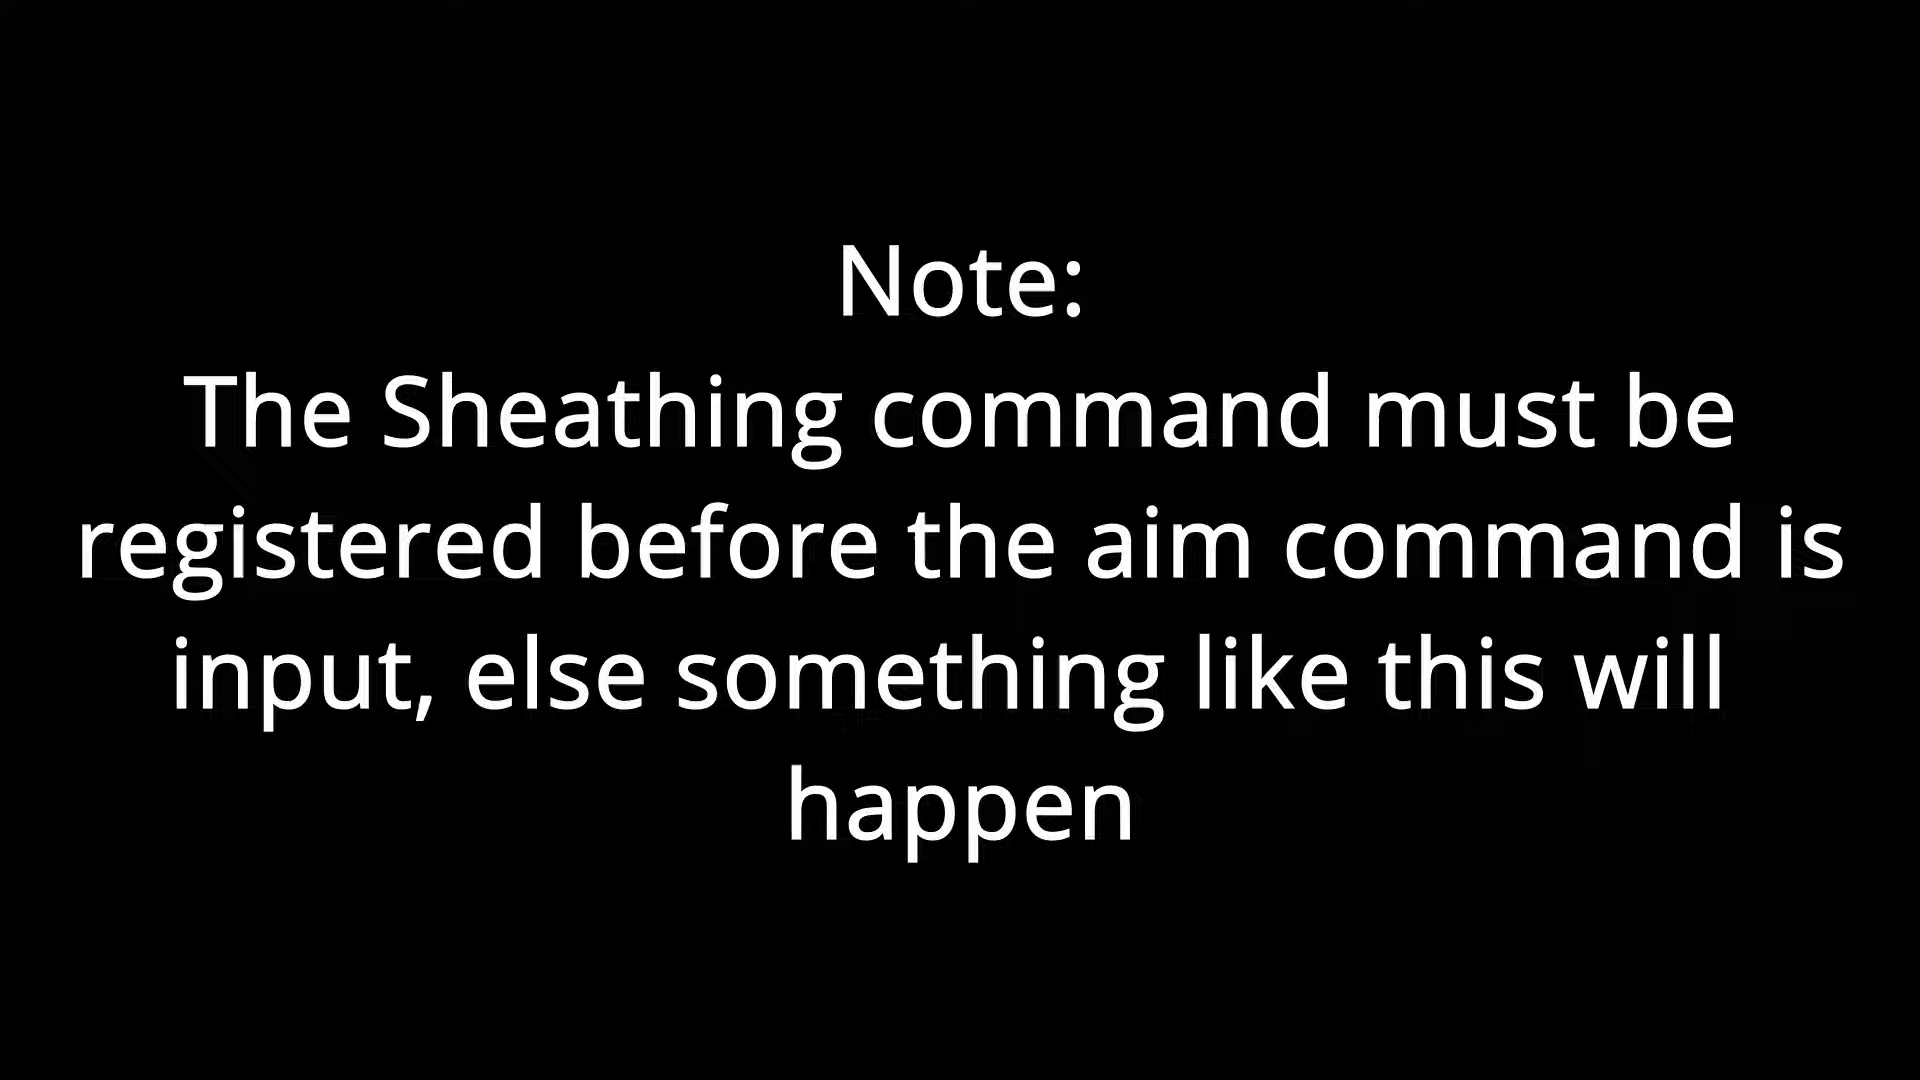 Note:
The Sheathing command must be
registered before the aim command is
input, else something like this will
happen